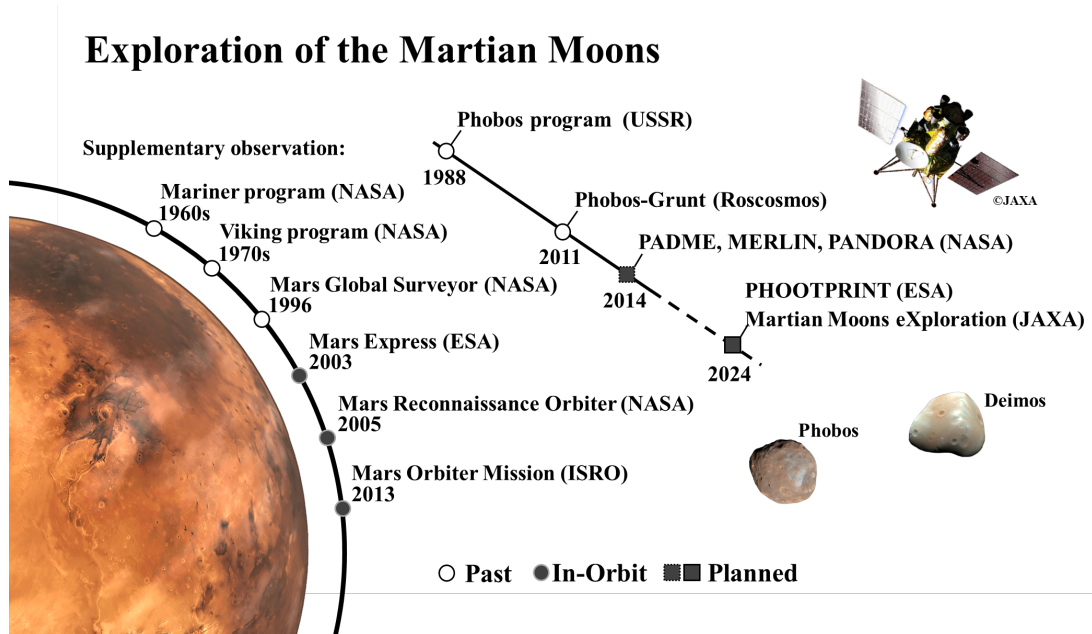 Exploration of the Martian Moons
Supplementary observation:
Mariner program (NASA)
1960s
Viking program (NASA)
1970s
Mars Global Surveyor (NASA)
1996
Mars Express (ESA)
2003
Mars Reconnaissance Orbiter (NASA)
2005
Mars Orbiter Mission (ISRO)
2013
Phobos program (USSR)
1988
Phobos-Grunt (Roscosmos)
2011
PADME, MERLIN, PANDORA (NASA)
2014
PHOOTPRINT (ESA)
Martian Moons eXploration (JAXA)
2024
©JAXA
Phobos
Deimos
Past
In-Orbit
Planned